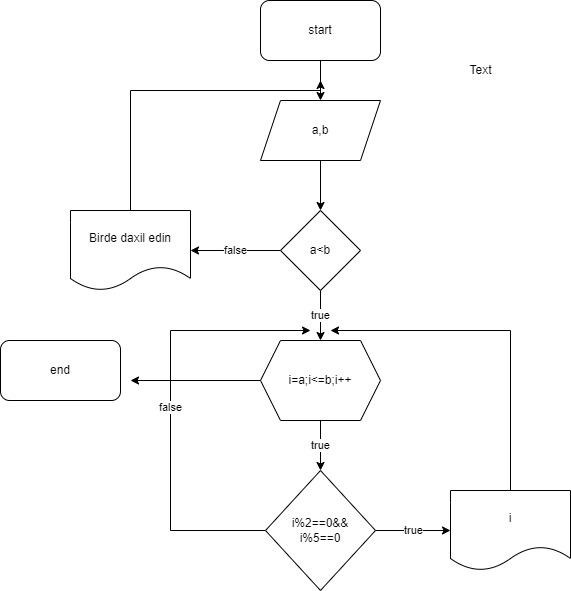 start
Text
a,b
Birde daxil edin
false
a<b
true
end
i=a;i<=b;i++
false
true
i%2==0&&
i%5==0
true
i